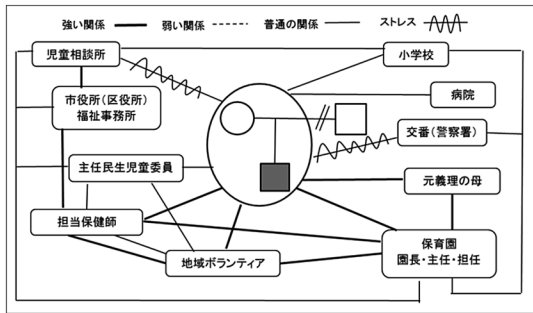 強い関係 弱い関係 普通の関係 ストレス
児童相談所
小学校
市役所(区役所)
福祉事務所
病院
交番(警察署)
主任民生児童委員
元義理の母
担当保健師
保育園
園長・主任・担任
地域ボランティア